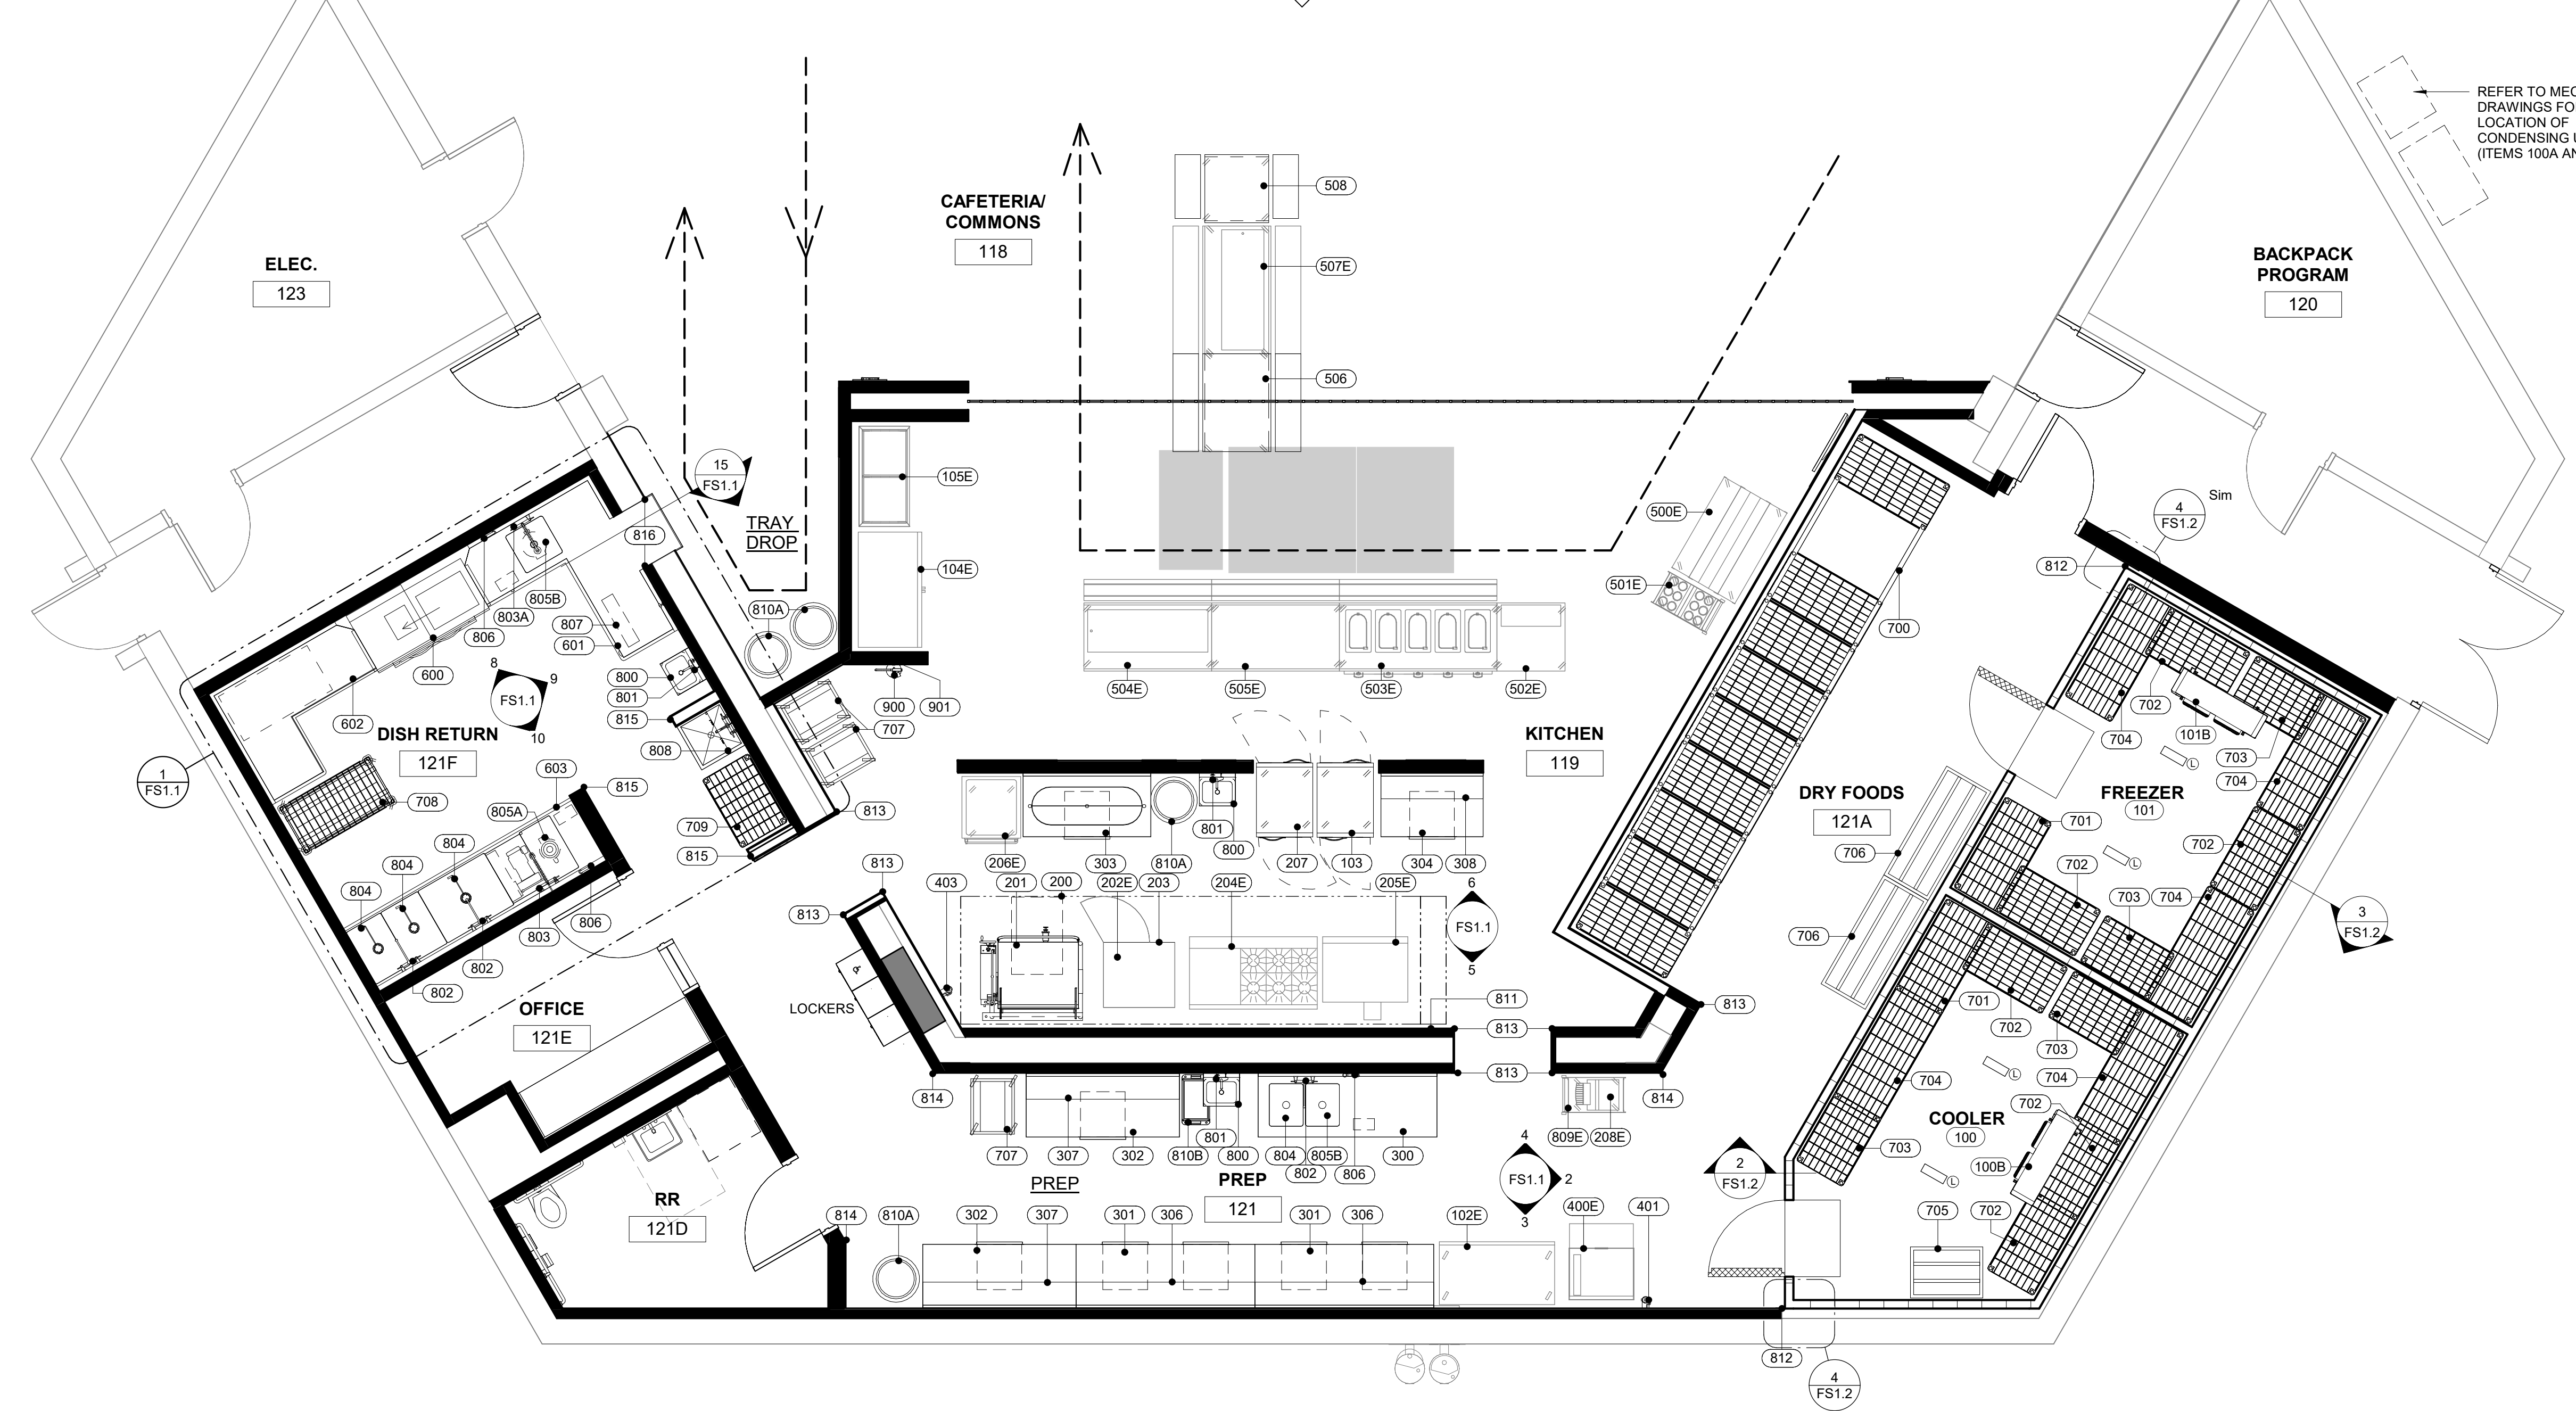 REFER TO MEC
DRAWINGS FO
LOCATION OF
CONDENSING U
(ITEMS 100A AN
508
CAFETERIA/
COMMONS
118
ELEC.
123
BACKPACK
PROGRAM
120
507E
506
15
FS1.1
105E
TRAY
DROP
816
500E
4
FS1.2
Sim
812
104E
501E
805B
803A
806
807
601
810A
700
600
8
9
FS1.1
10
800
801
815
504E
505E
503E
502E
602
900
901
702
704
101B
703
DISH RETURN
121F
808
707
KITCHEN
119
704
1
FS1.1
603
815
DRY FOODS
121A
FREEZER
101
708
805A
813
709
801
701
804
804
815
800
206E
303
810A
207
103
304
308
706
702
804
813
403
201
200
202E
203
204E
205E
6
FS1.1
5
702
703
704
803
806
813
706
3
FS1.2
802
802
701
LOCKERS
811
813
813
702
OFFICE
121E
703
813
704
704
814
814
702
COOLER
100
801
809E
208E
707
307
302
810B
800
804
805B
300
802
806
4
2
FS1.1
3
703
100B
2
FS1.2
PREP
PREP
121
RR
121D
814
810A
302
307
301
306
301
306
102E
400E
401
705
702
812
4
FS1.2
L
L
L
L